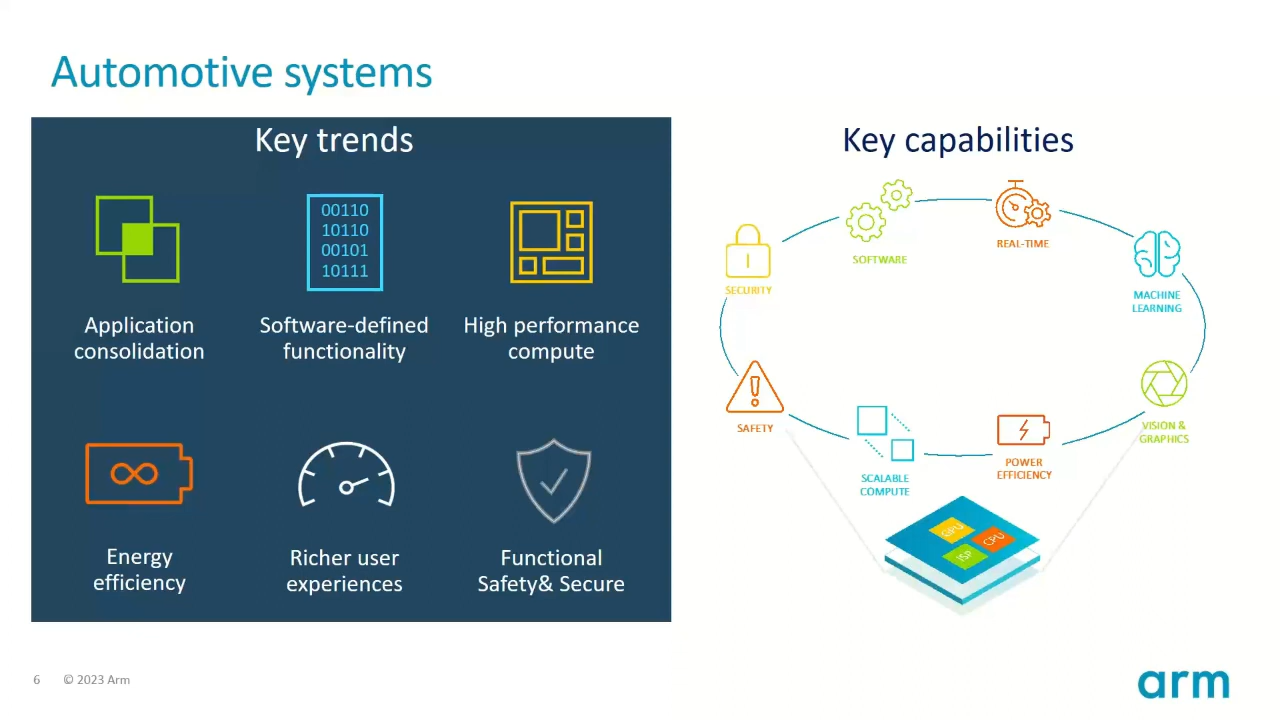 Automotive systems
Key trends
00110
10110
00101
10111
Application
consolidation
Software-defined
functionality
High performance
compute
Energy
efficiency
Richer user
experiences
Functional
Safety& Secure
Key capabilities
SECURITY
SOFTWARE
REAL-TIME
MACHINE
LEARNING
SAFETY
SCALABLE
COMPUTE
POWER
EFFICIENCY
VISION &
GRAPHICS
GPU
CPU
ISP
6 © 2023 Arm
arm